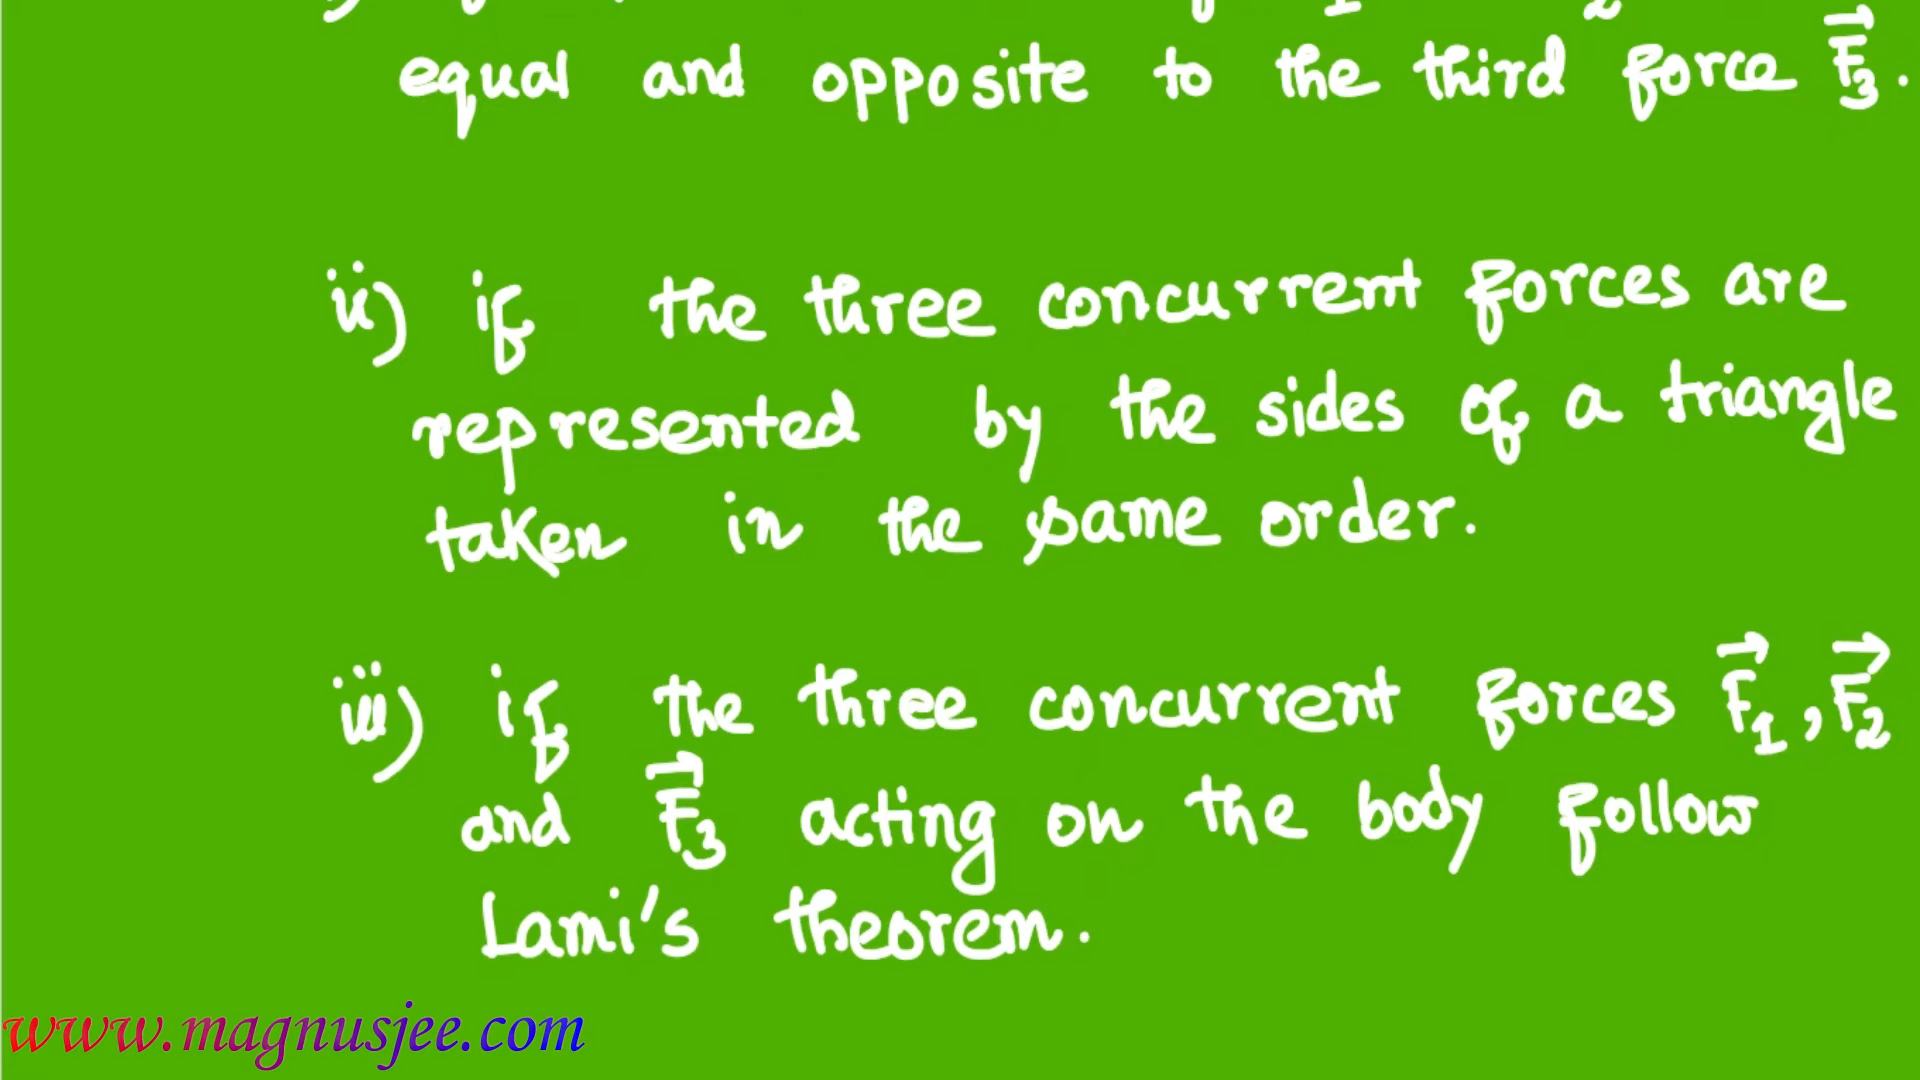 equal and opposite to the third force F⃗₃.
ii) if the three concurrent forces are
represented by the sides of a triangle
taken in the same order.
iii) if the three concurrent forces F⃗₁, F⃗₂
and F⃗₃ acting on the body follow
Lami's theorem.
www.magnusjee.com